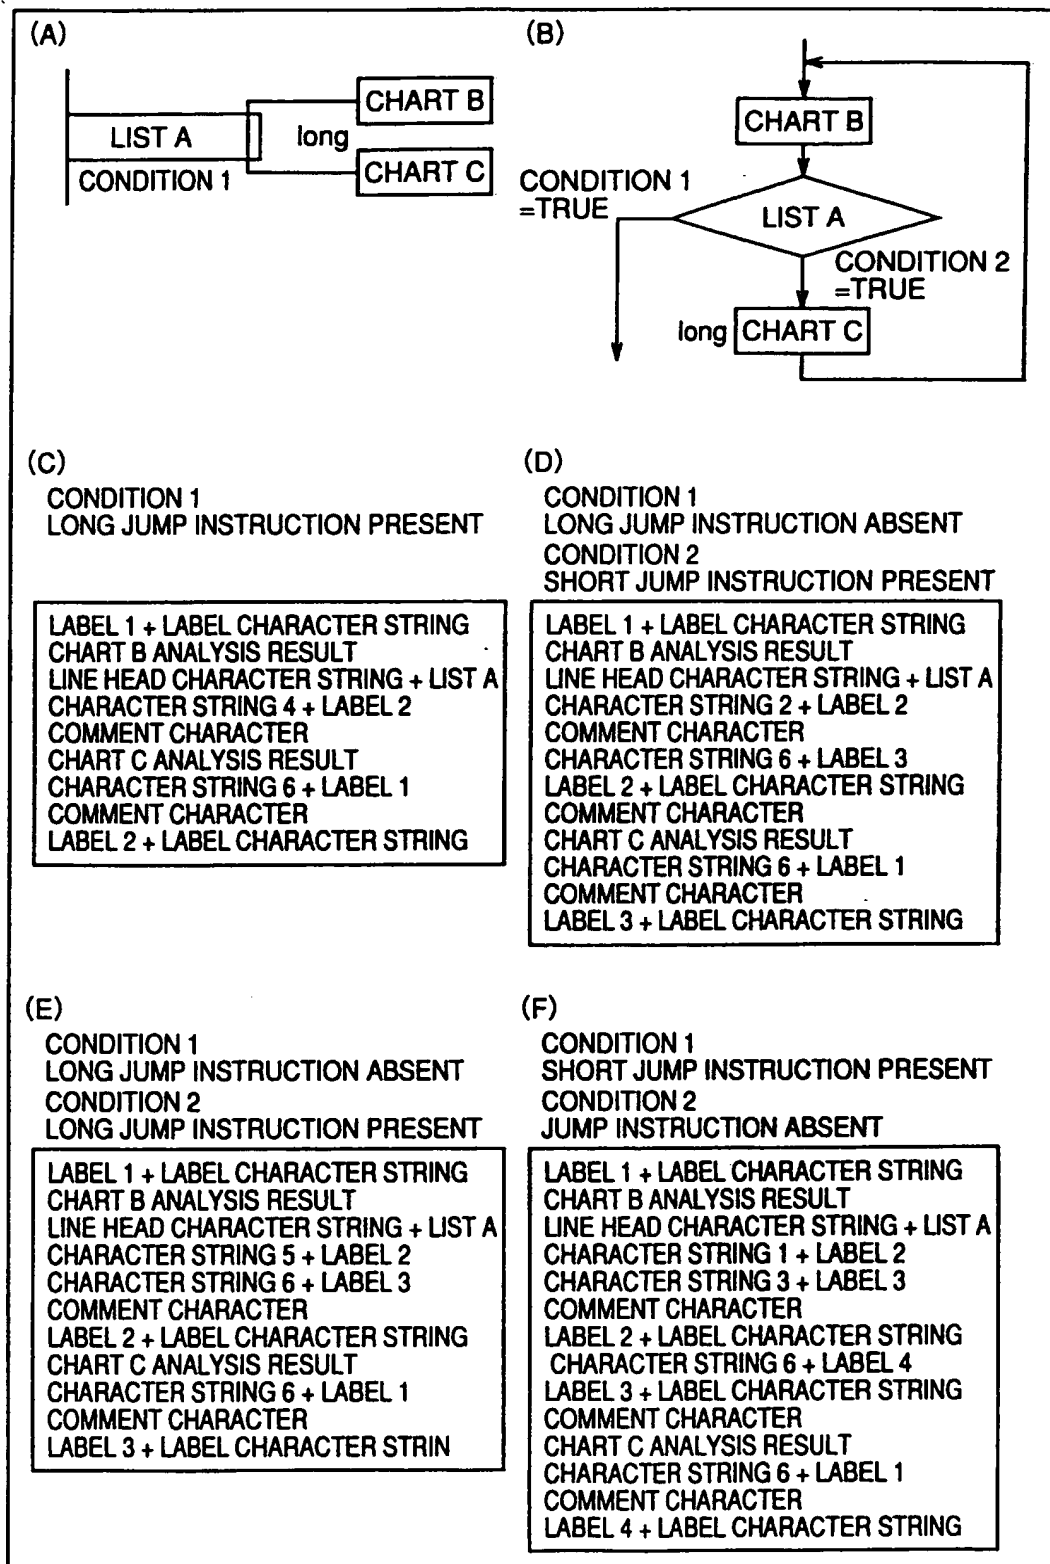 (A)
CHART B
LIST A
long
CHART C
CONDITION 1
(B)
CHART B
CONDITION 1
=TRUE
LIST A
CONDITION 2
=TRUE
long
CHART C
(C)
CONDITION 1
LONG JUMP INSTRUCTION PRESENT
LABEL 1 + LABEL CHARACTER STRING
CHART B ANALYSIS RESULT
LINE HEAD CHARACTER STRING + LIST A
CHARACTER STRING 4 + LABEL 2
COMMENT CHARACTER
CHART C ANALYSIS RESULT
CHARACTER STRING 6 + LABEL 1
COMMENT CHARACTER
LABEL 2 + LABEL CHARACTER STRING
(D)
CONDITION 1
LONG JUMP INSTRUCTION ABSENT
CONDITION 2
SHORT JUMP INSTRUCTION PRESENT
LABEL 1 + LABEL CHARACTER STRING
CHART B ANALYSIS RESULT
LINE HEAD CHARACTER STRING + LIST A
CHARACTER STRING 2 + LABEL 2
COMMENT CHARACTER
CHARACTER STRING 6 + LABEL 3
LABEL 2 + LABEL CHARACTER STRING
COMMENT CHARACTER
CHART C ANALYSIS RESULT
CHARACTER STRING 6 + LABEL 1
COMMENT CHARACTER
LABEL 3 + LABEL CHARACTER STRING
(E)
CONDITION 1
LONG JUMP INSTRUCTION ABSENT
CONDITION 2
LONG JUMP INSTRUCTION PRESENT
LABEL 1 + LABEL CHARACTER STRING
CHART B ANALYSIS RESULT
LINE HEAD CHARACTER STRING + LIST A
CHARACTER STRING 5 + LABEL 2
CHARACTER STRING 6 + LABEL 3
COMMENT CHARACTER
LABEL 2 + LABEL CHARACTER STRING
CHART C ANALYSIS RESULT
CHARACTER STRING 6 + LABEL 1
COMMENT CHARACTER
LABEL 3 + LABEL CHARACTER STRIN
(F)
CONDITION 1
SHORT JUMP INSTRUCTION PRESENT
CONDITION 2
JUMP INSTRUCTION ABSENT
LABEL 1 + LABEL CHARACTER STRING
CHART B ANALYSIS RESULT
LINE HEAD CHARACTER STRING + LIST A
CHARACTER STRING 1 + LABEL 2
CHARACTER STRING 3 + LABEL 3
COMMENT CHARACTER
LABEL 2 + LABEL CHARACTER STRING
CHARACTER STRING 6 + LABEL 4
LABEL 3 + LABEL CHARACTER STRING
COMMENT CHARACTER
CHART C ANALYSIS RESULT
CHARACTER STRING 6 + LABEL 1
COMMENT CHARACTER
LABEL 4 + LABEL CHARACTER STRING